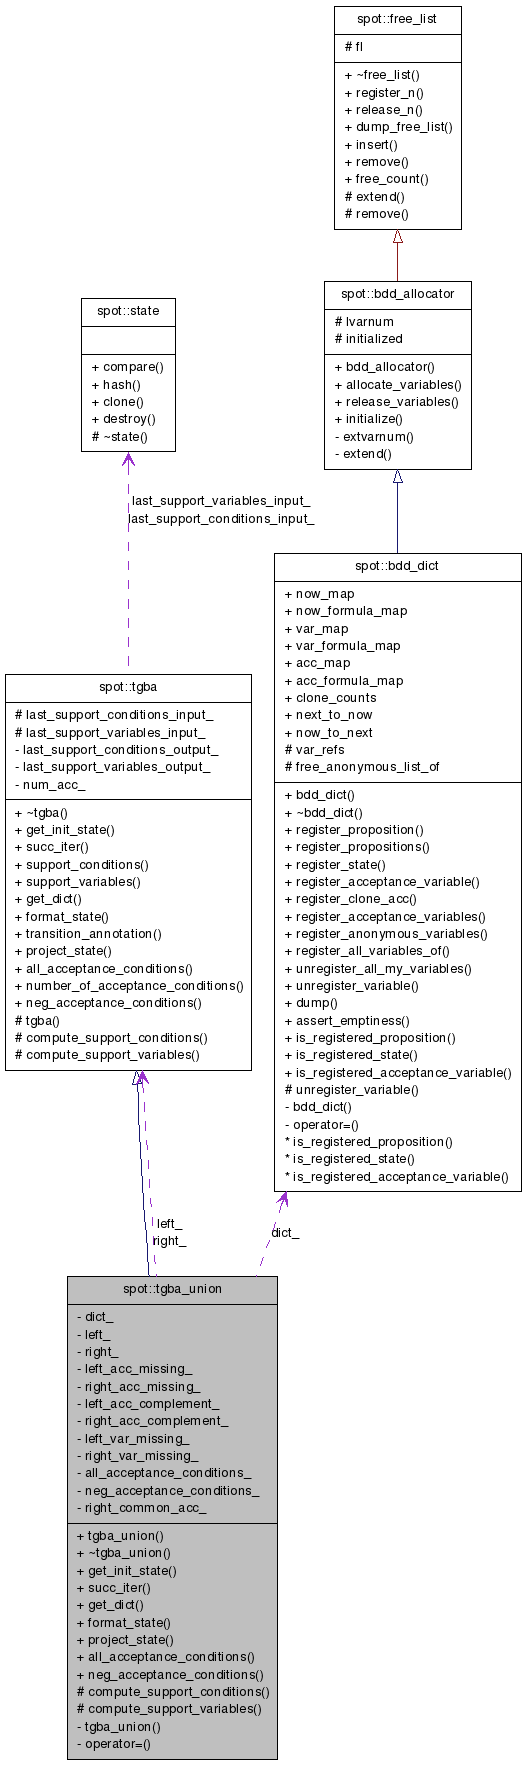 spot::free_list
# fl
+ ~free_list()
+ register_n()
+ release_n()
+ dump_free_list()
+ insert()
+ remove()
+ free_count()
# extend()
# remove()
spot::bdd_allocator
# lvarnum
# initialized
+ bdd_allocator()
+ allocate_variables()
+ release_variables()
+ initialize()
- extvarnum()
- extend()
spot::state
+ compare()
+ hash()
+ clone()
+ destroy()
# ~state()
last_support_variables_input_
last_support_conditions_input_
spot::bdd_dict
+ now_map
+ now_formula_map
+ var_map
+ var_formula_map
+ acc_map
+ acc_formula_map
+ clone_counts
+ next_to_now
+ now_to_next
# var_refs
# free_anonymous_list_of
+ bdd_dict()
+ ~bdd_dict()
+ register_proposition()
+ register_propositions()
+ register_state()
+ register_acceptance_variable()
+ register_clone_acc()
+ register_acceptance_variables()
+ register_anonymous_variables()
+ register_all_variables_of()
+ unregister_all_my_variables()
+ unregister_variable()
+ dump()
+ assert_emptiness()
+ is_registered_proposition()
+ is_registered_state()
+ is_registered_acceptance_variable()
# unregister_variable()
- bdd_dict()
- operator=()
* is_registered_proposition()
* is_registered_state()
* is_registered_acceptance_variable()
spot::tgba
# last_support_conditions_input_
# last_support_variables_input_
- last_support_conditions_output_
- last_support_variables_output_
- num_acc_
+ ~tgba()
+ get_init_state()
+ succ_iter()
+ support_conditions()
+ support_variables()
+ get_dict()
+ format_state()
+ transition_annotation()
+ project_state()
+ all_acceptance_conditions()
+ number_of_acceptance_conditions()
+ neg_acceptance_conditions()
# tgba()
# compute_support_conditions()
# compute_support_variables()
left_
right_
dict_
spot::tgba_union
- dict_
- left_
- right_
- left_acc_missing_
- right_acc_missing_
- left_acc_complement_
- right_acc_complement_
- left_var_missing_
- right_var_missing_
- all_acceptance_conditions_
- neg_acceptance_conditions_
- right_common_acc_
+ tgba_union()
+ ~tgba_union()
+ get_init_state()
+ succ_iter()
+ get_dict()
+ format_state()
+ project_state()
+ all_acceptance_conditions()
+ neg_acceptance_conditions()
# compute_support_conditions()
# compute_support_variables()
- tgba_union()
- operator=()